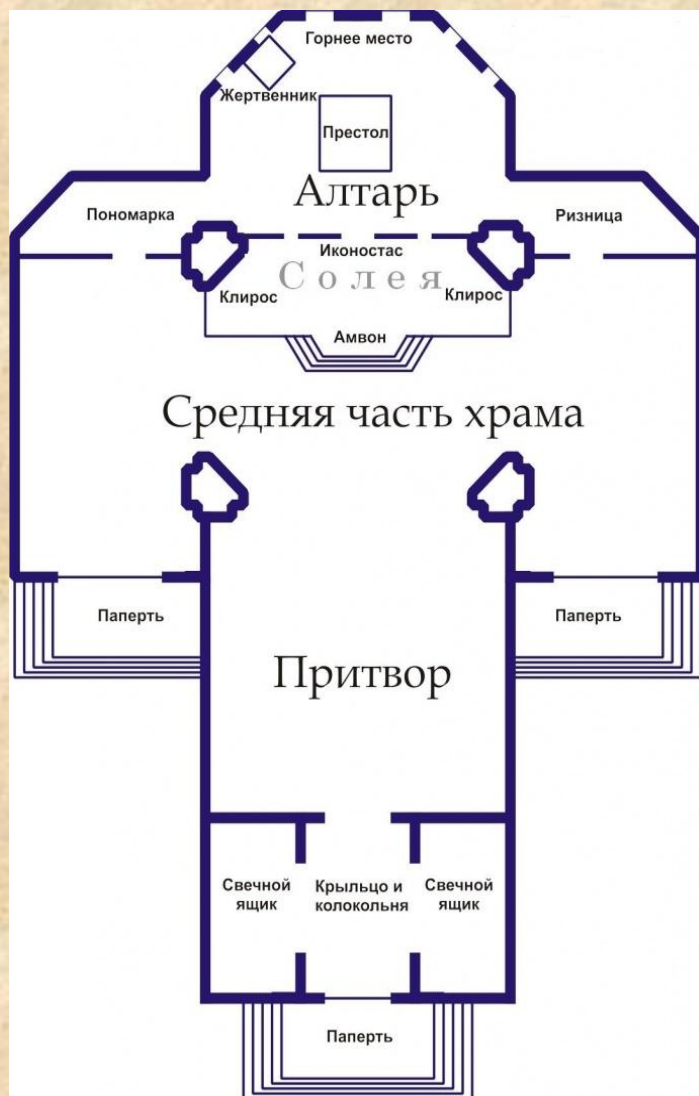 Горнее место
Жертвенник
Престол
Алтарь
Пономарка
Ризница
Иконостас
Солея
Клирос
Клирос
Амвон
Средняя часть храма
Паперть
Паперть
Притвор
Свечной
ящик
Крыльцо и
колокольня
Свечной
ящик
Паперть